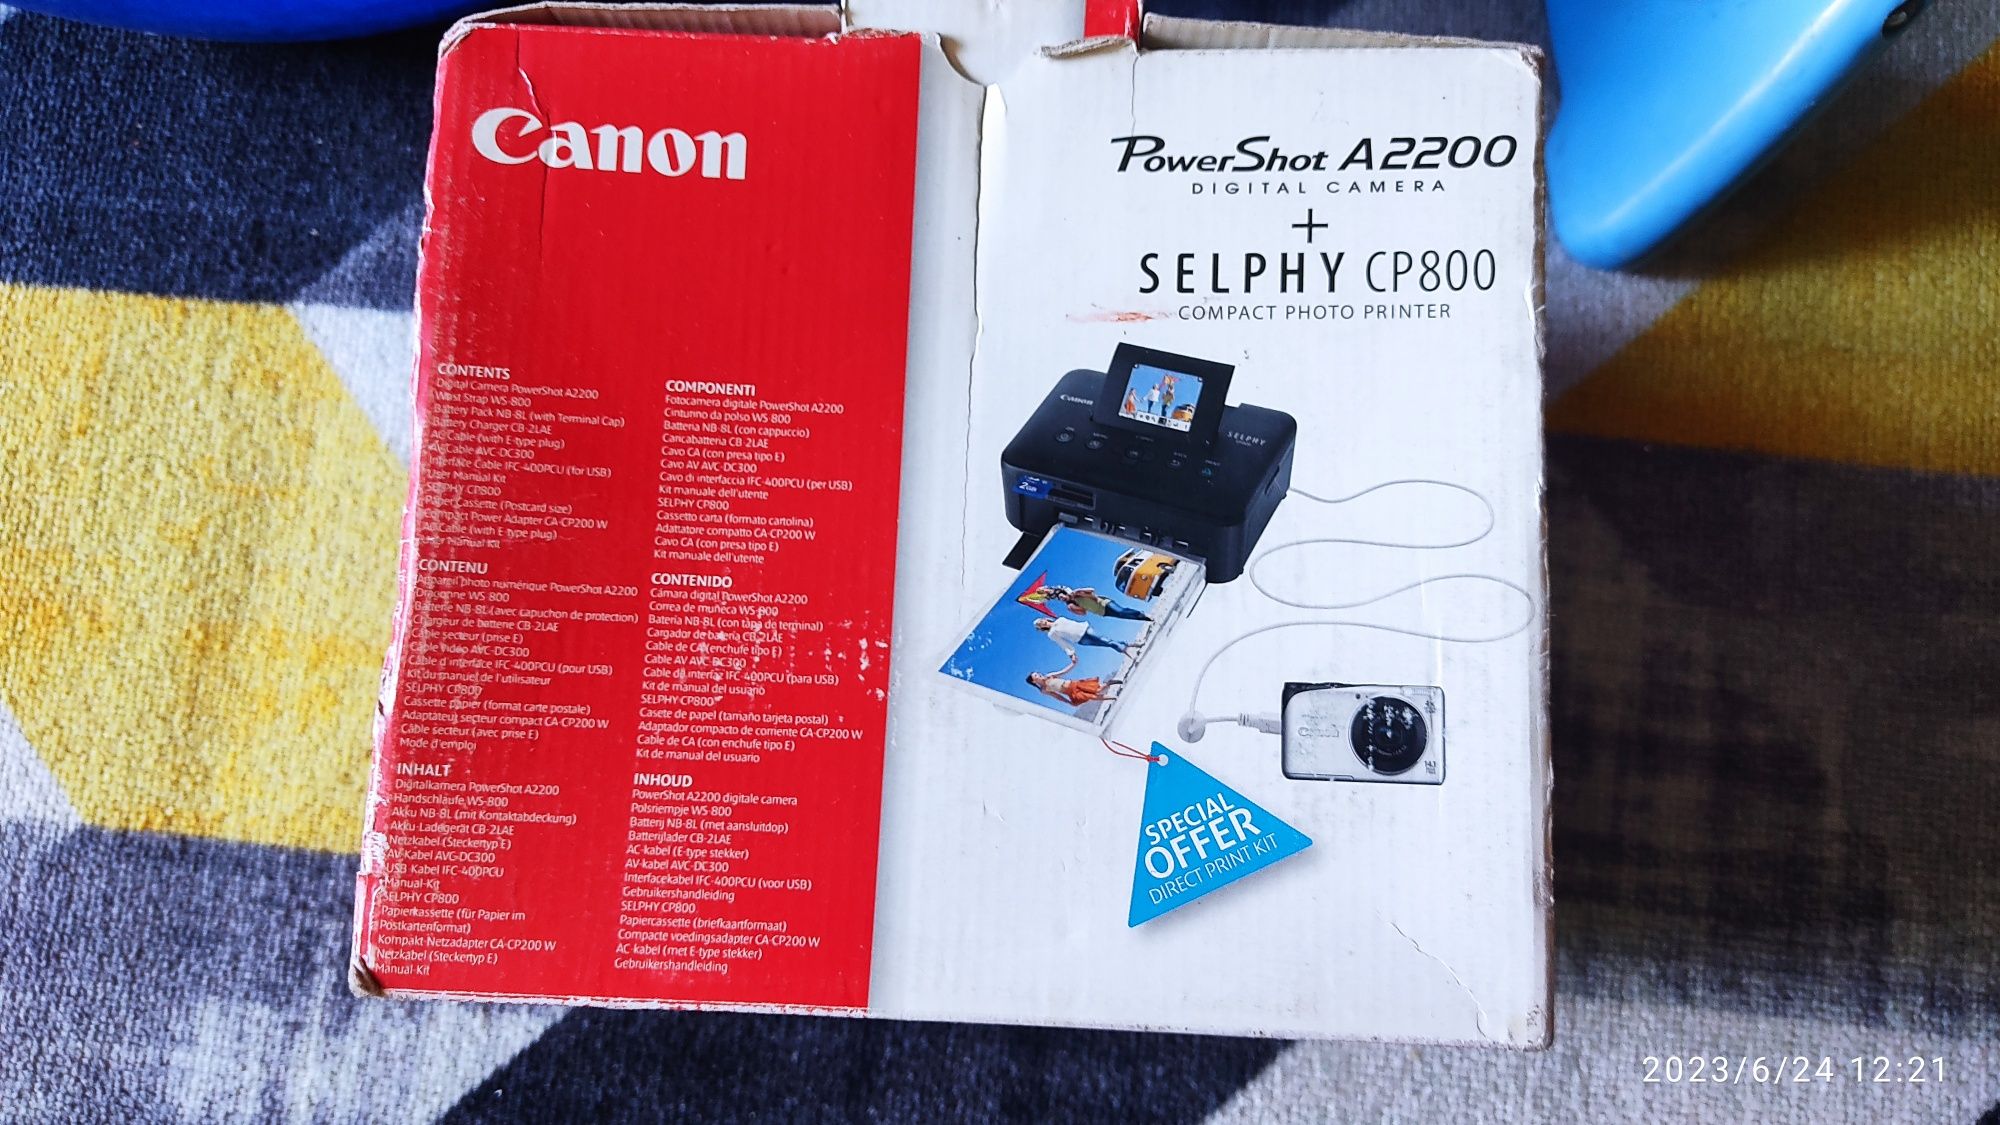 Canon
CONTENTS
Digital Camera PowerShot A2200
Wrist Strap WS-800
Battery Pack NB-8L (with Terminal Cap)
Battery Charger CB-2LAE
AC Cable (with E-type plug)
AV Cable AVC-DC300
Interface Cable IFC-400PCU (for USB)
User Manual Kit
SELPHY CP800
Paper Cassette (Postcard size)
Compact Power Adapter CA-CP200 W
AC Cable (with E-type plug)
User Manual Kit
CONTENU
Appareil photo numérique PowerShot A2200
Dragonne WS-800
Batterie NB-8L (avec capuchon de protection)
Chargeur de batterie CB-2LAE
Câble secteur (prise E)
Câble vidéo AVC-DC300
Câble d'interface IFC-400PCU (pour USB)
Kit du manuel de l'utilisateur
SELPHY CP800
Cassette papier (format carte postale)
Adaptateur secteur compact CA-CP200 W
Câble secteur (avec prise E)
Mode d'emploi
INHALT
Digitalkamera PowerShot A2200
Handschlaufe WS-800
Akku NB-8L (mit Kontaktabdeckung)
Akku-Ladegerät CB-2LAE
Netzkabel (Steckertyp E)
AV-Kabel AVC-DC300
USB Kabel IFC-400PCU
Manual-Kit
SELPHY CP800
Papierkassette (für Papier im
Postkartenformat)
Kompakt-Netzadapter CA-CP200 W
Netzkabel (Steckertyp E)
Manual-Kit
COMPONENTI
Fotocamera digitale PowerShot A2200
Cinturino da polso WS-800
Batteria NB-8L (con cappuccio)
Caricabatteria CB-2LAE
Cavo CA (con presa tipo E)
Cavo AV AVC-DC300
Cavo di interfaccia IFC-400PCU (per USB)
Kit manuale dell'utente
SELPHY CP800
Cassetto carta (formato cartolina)
Adattatore compatto CA-CP200 W
Cavo CA (con presa tipo E)
Kit manuale dell'utente
CONTENIDO
Cámara digital PowerShot A2200
Correa de muñeca WS-800
Batería NB-8L (con tapa de terminal)
Cargador de batería CB-2LAE
Cable de CA (enchufe tipo E)
Cable AV AVC-DC300
Cable de interfaz IFC-400PCU (para USB)
Kit de manual del usuario
SELPHY CP800
Casete de papel (tamaño tarjeta postal)
Adaptador compacto de corriente CA-CP200 W
Cable de CA (con enchufe tipo E)
Kit de manual del usuario
INHOUD
PowerShot A2200 digitale camera
Polsriempje WS-800
Batterij NB-8L (met aansluitdop)
Batterijlader CB-2LAE
AC-kabel (E-type stekker)
AV-kabel AVC-DC300
Interfacekabel IFC-400PCU (voor USB)
Gebruikershandleiding
SELPHY CP800
Papiercassette (briefkaartformaat)
Compacte voedingsadapter CA-CP200 W
AC-kabel (met E-type stekker)
Gebruikershandleiding
PowerShot A2200
DIGITAL CAMERA
+
SELPHY CP800
COMPACT PHOTO PRINTER
Canon
SELPHY
2GB
14.1
SPECIAL
OFFER
DIRECT PRINT KIT
2023/6/24 12:21